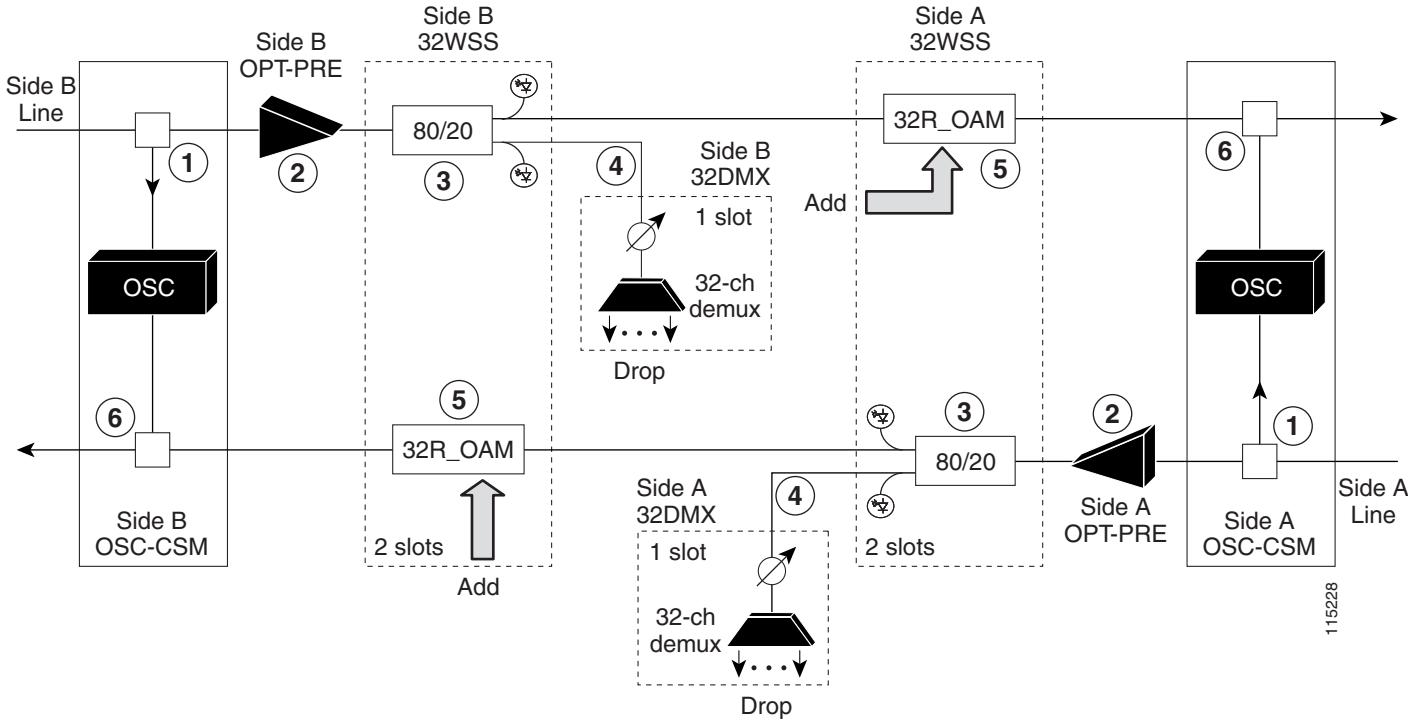 Side B
32WSS
Side A
32WSS
Side B
OPT-PRE
Side B
Line
80/20
32R_OAM
1
2
3
4
5
6
Side B
32DMX
1 slot
Add
OSC
32-ch
demux
OSC
Drop
5
6
3
2
1
32R_OAM
80/20
4
Side A
32DMX
Side A
Line
Side B
OSC-CSM
2 slots
Add
1 slot
2 slots
Side A
OPT-PRE
Side A
OSC-CSM
32-ch
demux
Drop
115228